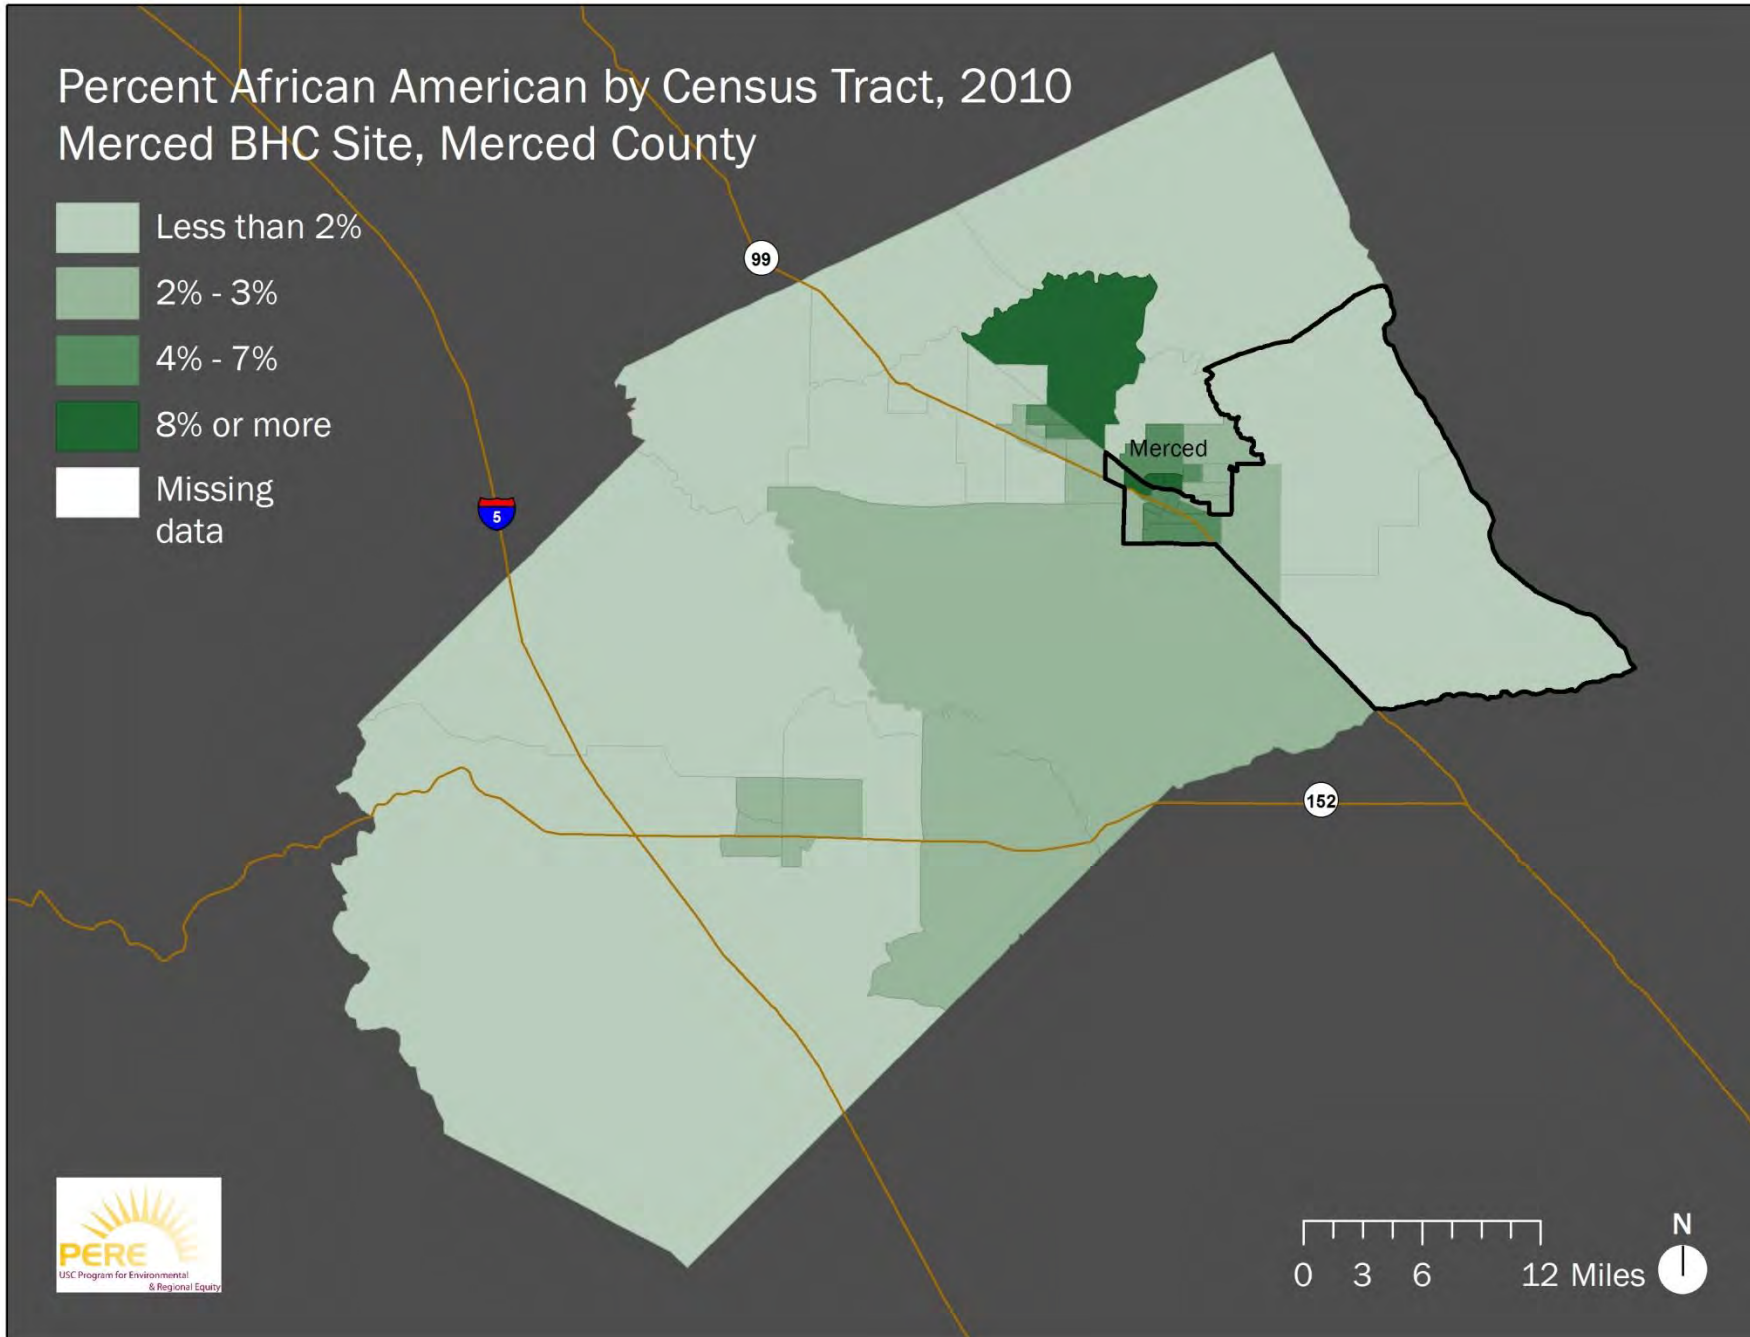 Percent African American by Census Tract, 2010
Merced BHC Site, Merced County
Less than 2%
2% - 3%
4% - 7%
8% or more
Missing
data
99
Merced
5
152
PERE
USC Program for Environmental
& Regional Equity
N
0 3 6 12 Miles